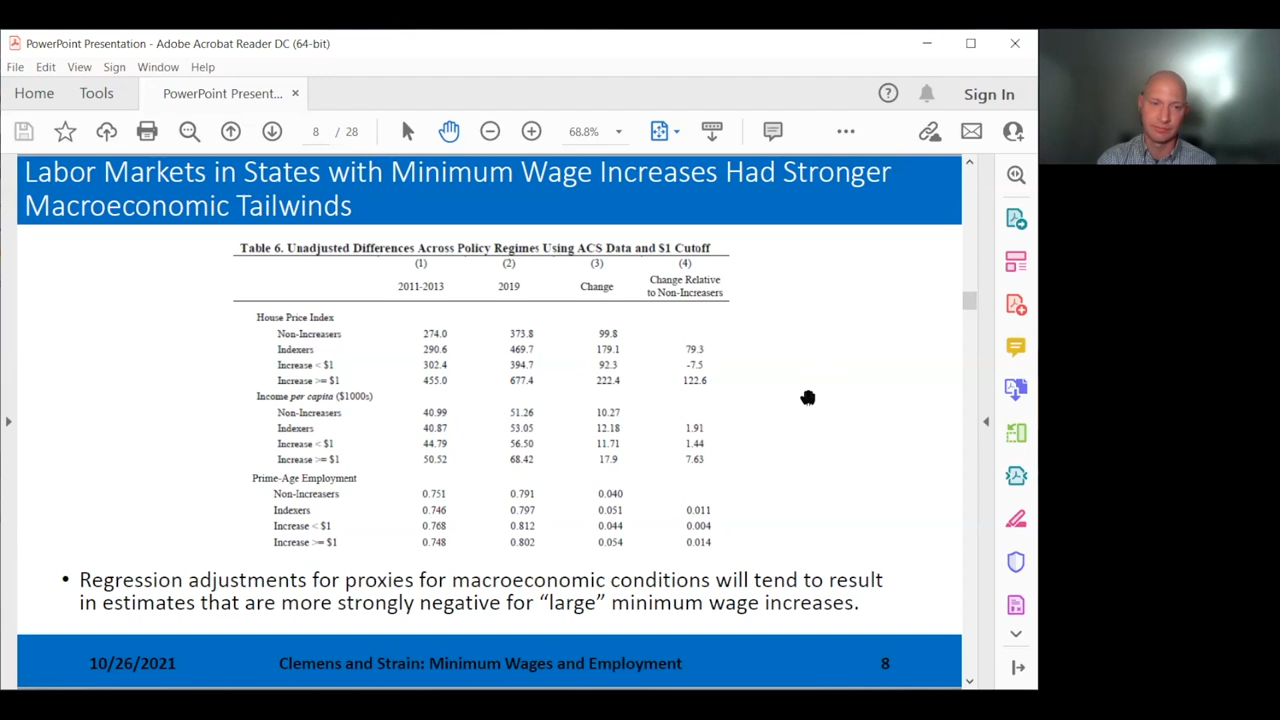 PowerPoint Presentation - Adobe Acrobat Reader DC (64-bit)
File Edit View Sign Window Help
Home Tools PowerPoint Present... × Sign In
8 / 28 68.8%
Labor Markets in States with Minimum Wage Increases Had Stronger
Macroeconomic Tailwinds
Table 6. Unadjusted Differences Across Policy Regimes Using ACS Data and $1 Cutoff
(1) (2) (3) (4)
2011-2013 2019 Change Change Relative
to Non-Increasers
House Price Index
Non-Increasers 274.0 373.8 99.8
Indexers 290.6 469.7 179.1 79.3
Increase < $1 302.4 394.7 92.3 -7.5
Increase >= $1 455.0 677.4 222.4 122.6
Income per capita ($1000s)
Non-Increasers 40.99 51.26 10.27
Indexers 40.87 53.05 12.18 1.91
Increase < $1 44.79 56.50 11.71 1.44
Increase >= $1 50.52 68.42 17.9 7.63
Prime-Age Employment
Non-Increasers 0.751 0.791 0.040
Indexers 0.746 0.797 0.051 0.011
Increase < $1 0.768 0.812 0.044 0.004
Increase >= $1 0.748 0.802 0.054 0.014
• Regression adjustments for proxies for macroeconomic conditions will tend to result
in estimates that are more strongly negative for “large” minimum wage increases.
10/26/2021 Clemens and Strain: Minimum Wages and Employment 8